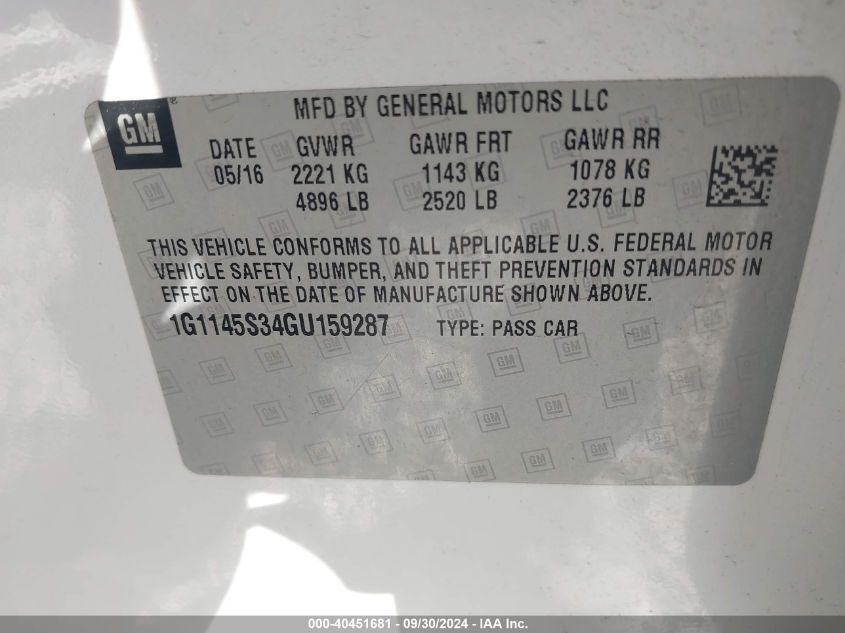 GM ®
MFD BY GENERAL MOTORS LLC
DATE GVWR GAWR FRT GAWR RR
05/16 2221 KG 1143 KG 1078 KG
4896 LB 2520 LB 2376 LB
THIS VEHICLE CONFORMS TO ALL APPLICABLE U.S. FEDERAL MOTOR
VEHICLE SAFETY, BUMPER, AND THEFT PREVENTION STANDARDS IN
EFFECT ON THE DATE OF MANUFACTURE SHOWN ABOVE.
1G1145S34GU159287 TYPE: PASS CAR
000-40451681 - 09/30/2024 - IAA Inc.